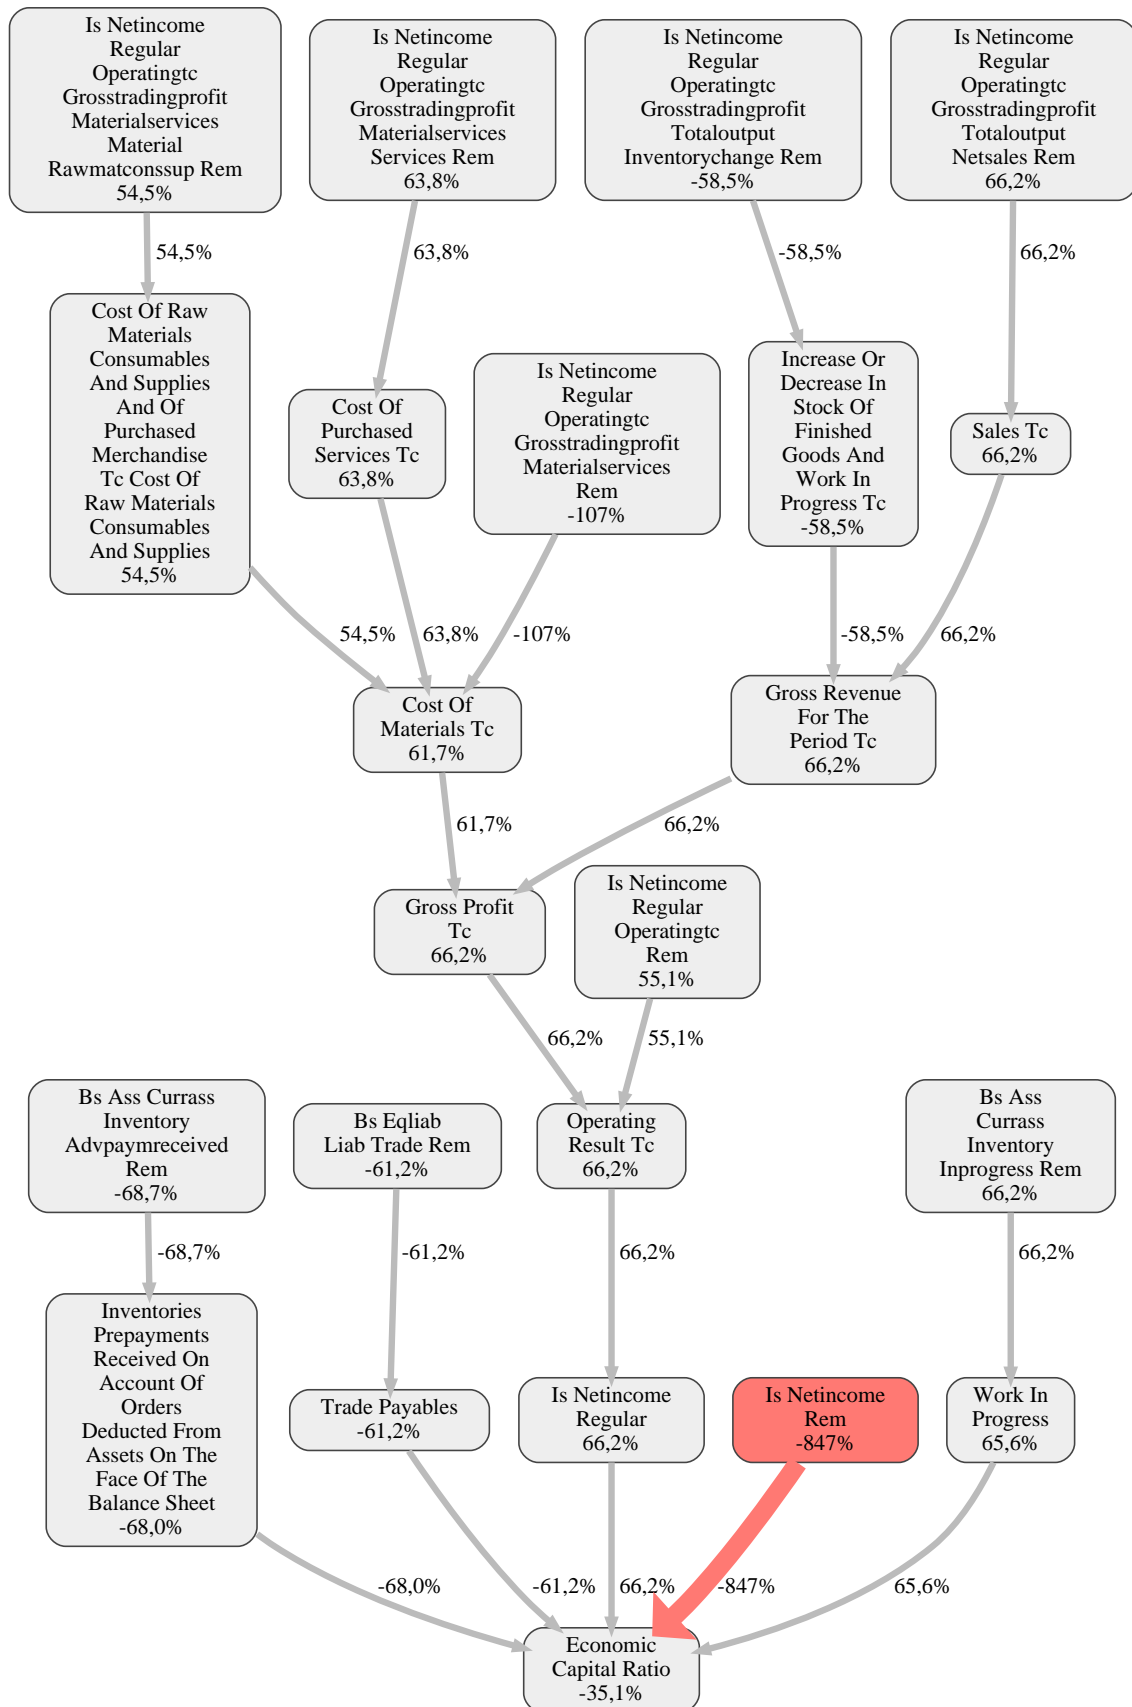 Is Netincome
Regular
Operatingtc
Grosstradingprofit
Materialservices
Material
Rawmatconssup Rem
54,5%
Is Netincome
Regular
Operatingtc
Grosstradingprofit
Materialservices
Services Rem
63,8%
Is Netincome
Regular
Operatingtc
Grosstradingprofit
Totaloutput
Inventorychange Rem
-58,5%
Is Netincome
Regular
Operatingtc
Grosstradingprofit
Totaloutput
Netsales Rem
66,2%
54,5%
63,8%
-58,5%
66,2%
Cost Of Raw
Materials
Consumables
And Supplies
And Of
Purchased
Merchandise
Tc Cost Of
Raw Materials
Consumables
And Supplies
54,5%
Cost Of
Purchased
Services Tc
63,8%
Is Netincome
Regular
Operatingtc
Grosstradingprofit
Materialservices
Rem
-107%
Increase Or
Decrease In
Stock Of
Finished
Goods And
Work In
Progress Tc
-58,5%
Sales Tc
66,2%
54,5%
63,8%
-107%
-58,5%
66,2%
Cost Of
Materials Tc
61,7%
Gross Revenue
For The
Period Tc
66,2%
61,7%
66,2%
Gross Profit
Tc
66,2%
Is Netincome
Regular
Operatingtc
Rem
55,1%
66,2%
55,1%
Bs Ass Currass
Inventory
Advpaymreceived
Rem
-68,7%
Bs Eqliab
Liab Trade Rem
-61,2%
Operating
Result Tc
66,2%
Bs Ass
Currass
Inventory
Inprogress Rem
66,2%
-68,7%
-61,2%
66,2%
66,2%
Inventories
Prepayments
Received On
Account Of
Orders
Deducted From
Assets On The
Face Of The
Balance Sheet
-68,0%
Trade Payables
-61,2%
Is Netincome
Regular
66,2%
Is Netincome
Rem
-847%
Work In
Progress
65,6%
-68,0%
-61,2%
66,2%
-847%
65,6%
Economic
Capital Ratio
-35,1%